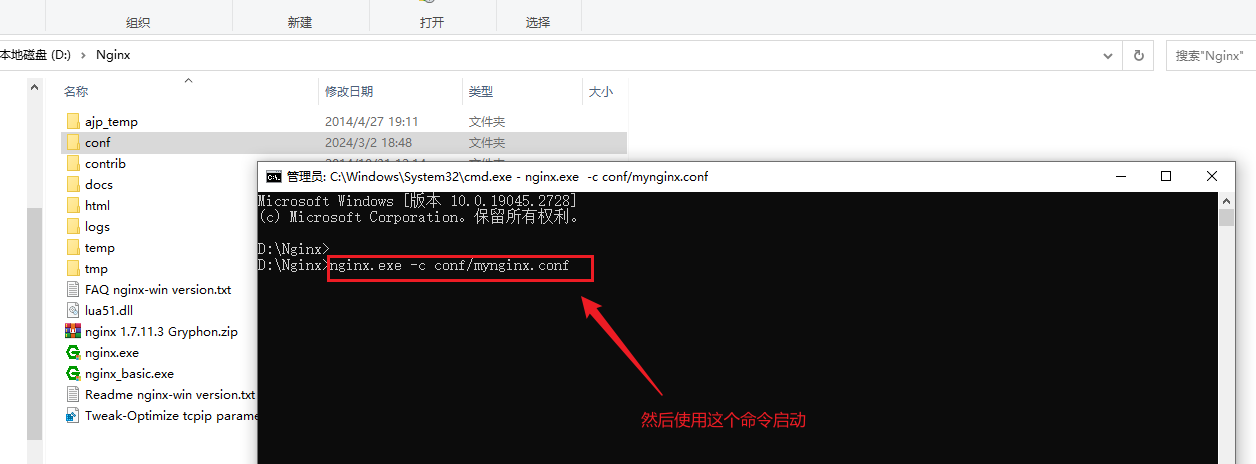 组织 新建 打开 选择
本地磁盘 (D:) › Nginx 搜索"Nginx"
名称 修改日期 类型 大小
ajp_temp 2014/4/27 19:11 文件夹
conf 2024/3/2 18:48 文件夹
contrib
docs
html
logs
temp
tmp
FAQ nginx-win version.txt
lua51.dll
nginx 1.7.11.3 Gryphon.zip
nginx.exe
nginx_basic.exe
Readme nginx-win version.txt
Tweak-Optimize tcpip parame
管理员: C:\Windows\System32\cmd.exe - nginx.exe -c conf/mynginx.conf
Microsoft Windows [版本 10.0.19045.2728]
(c) Microsoft Corporation。保留所有权利。
D:\Nginx>
D:\Nginx>nginx.exe -c conf/mynginx.conf
然后使用这个命令启动